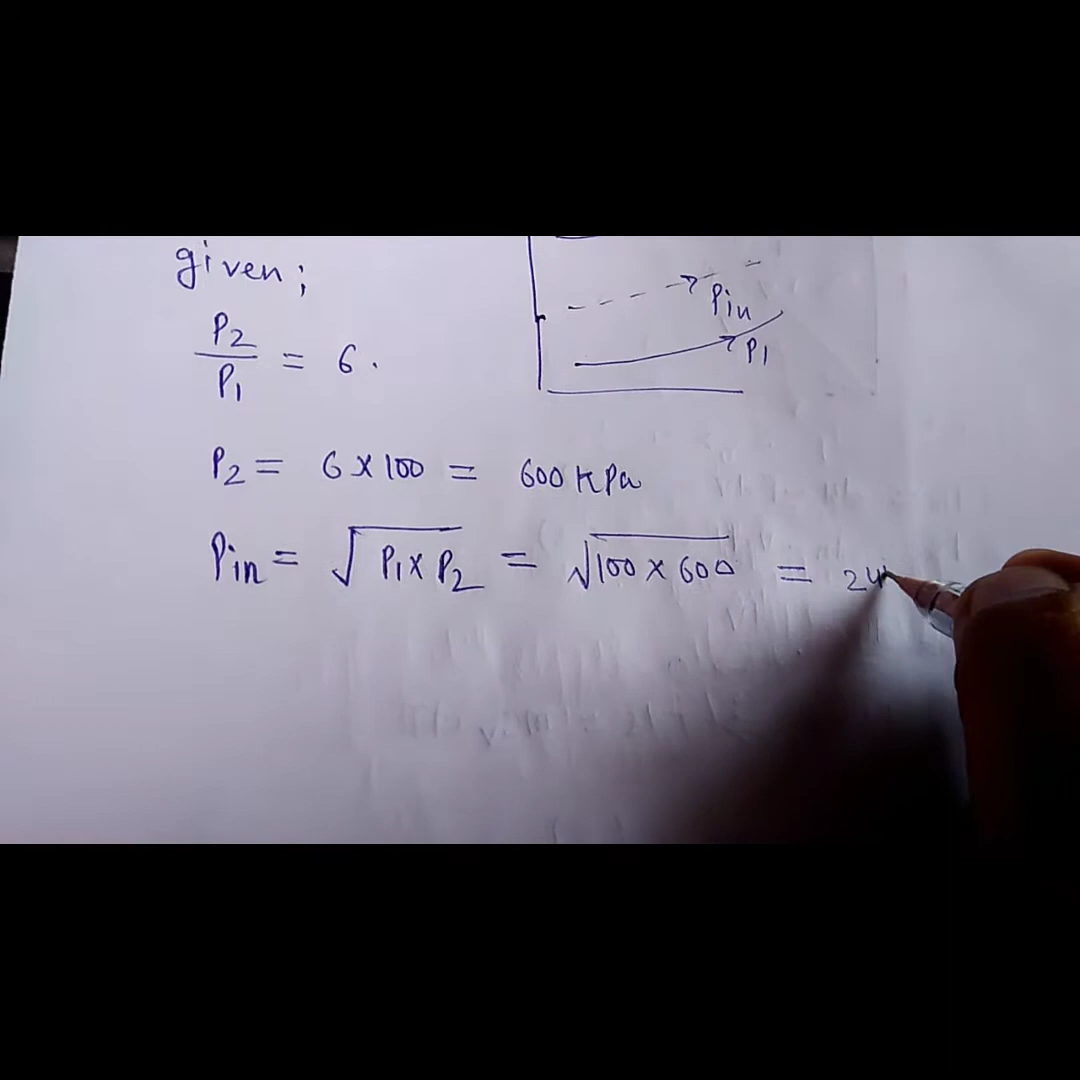 given;
Pin
P1
P2/P1 = 6.
P2 = 6 x 100 = 600 KPa
Pin = √P1 x P2 = √100 x 600 = 24